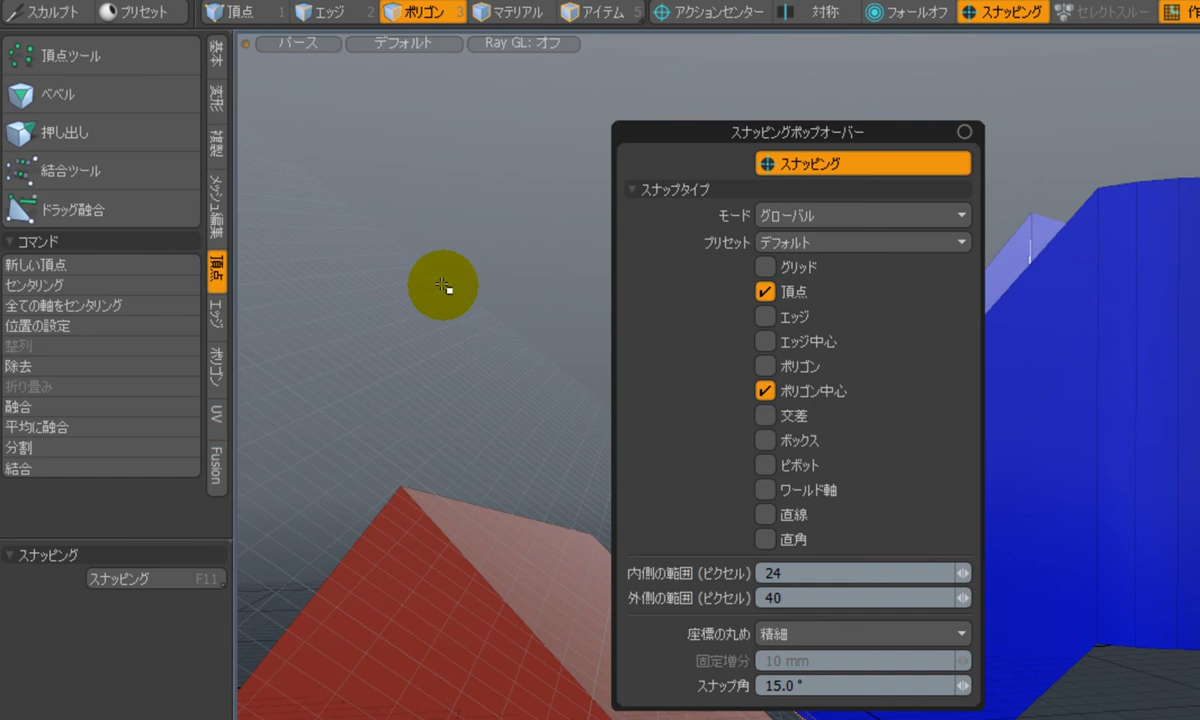 スカルプト プリセット 頂点 1 エッジ 2 ポリゴン 3 マテリアル アイテム 5 アクションセンター 対称 フォールオフ スナッピング セレクトスルー
パース デフォルト Ray GL: オフ
頂点ツール
ベベル
押し出し
結合ツール
ドラッグ融合
コマンド
新しい頂点
センタリング
全ての軸をセンタリング
位置の設定
整列
除去
折り畳み
融合
平均に融合
分割
結合
基本
変形
複製
メッシュ編集
頂点
エッジ
ポリゴン
UV
Fusion
スナッピング
スナッピング F11
スナッピングポップオーバー
スナッピング
スナップタイプ
モード グローバル
プリセット デフォルト
グリッド
頂点
エッジ
エッジ中心
ポリゴン
ポリゴン中心
交差
ボックス
ピボット
ワールド軸
直線
直角
内側の範囲 (ピクセル) 24
外側の範囲 (ピクセル) 40
座標の丸め 精細
固定増分 10 mm
スナップ角 15.0 °